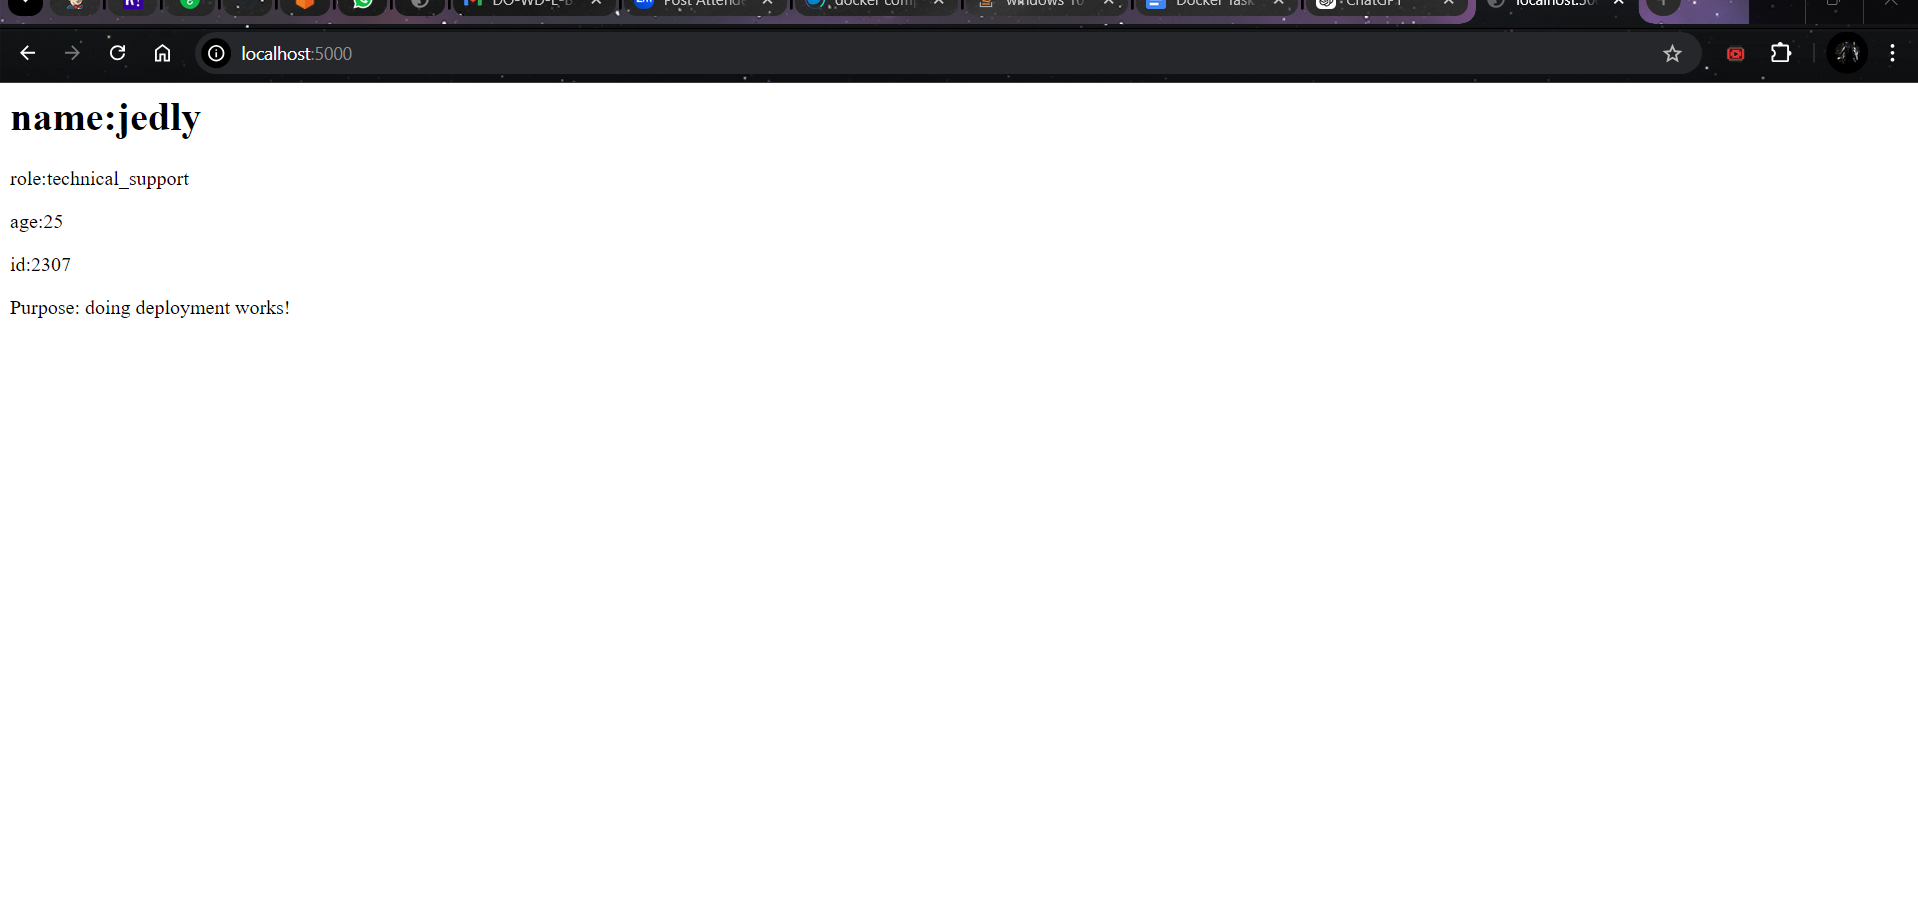 DO-WD-E-B
Post Attende
docker com
windows 10
Docker Task
ChatGPT
localhost:50
localhost:5000
name:jedly
role:technical_support
age:25
id:2307
Purpose: doing deployment works!